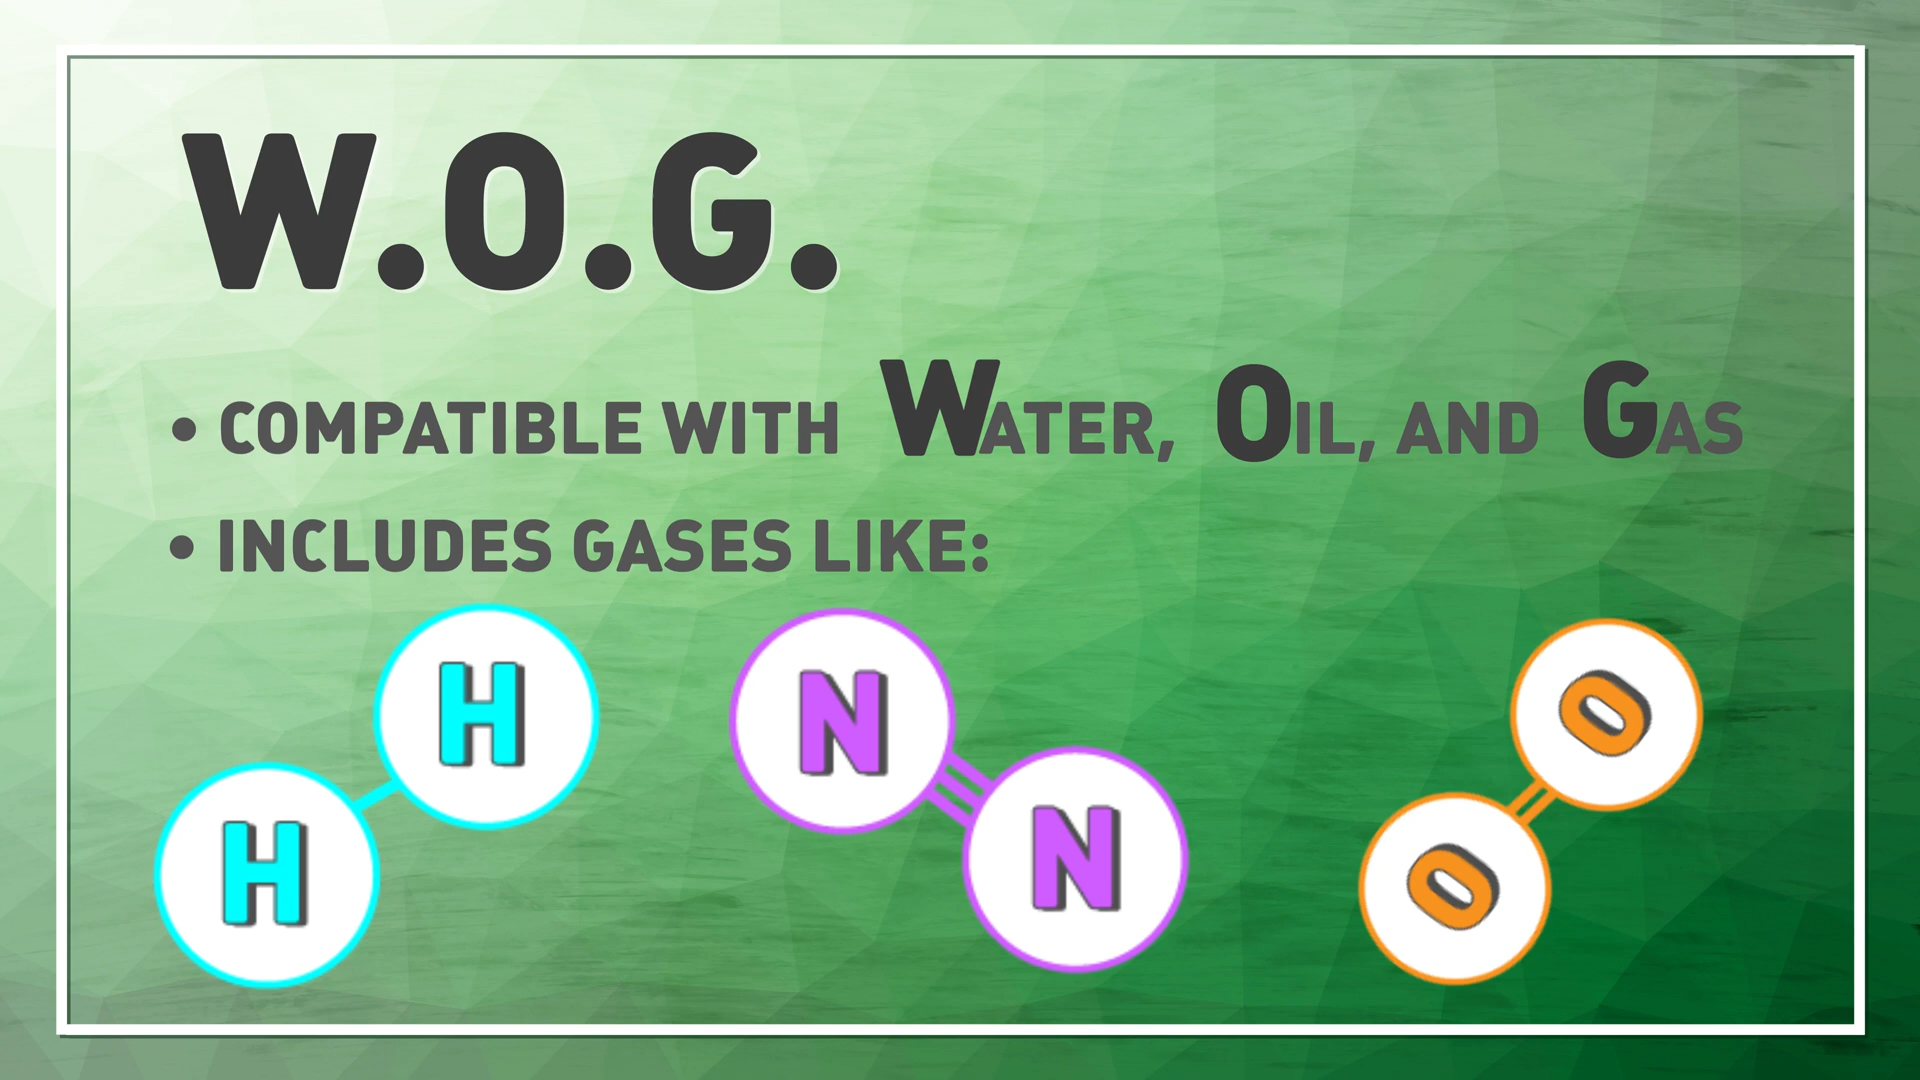 W.O.G.
• COMPATIBLE WITH WATER, OIL, AND GAS
• INCLUDES GASES LIKE:
H H
N N
O O